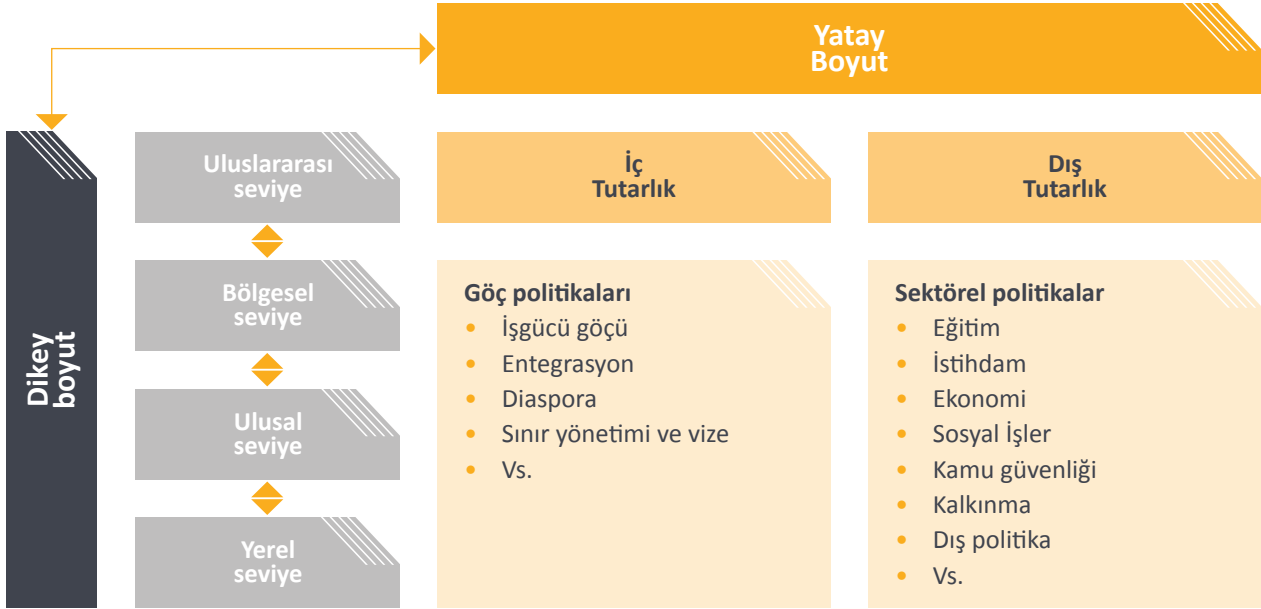 Yatay
Boyut
Dikey
boyut
Uluslararası
seviye
Bölgesel
seviye
Ulusal
seviye
Yerel
seviye
İç
Tutarlık
Göç politikaları
• İşgücü göçü
• Entegrasyon
• Diaspora
• Sınır yönetimi ve vize
• Vs.
Dış
Tutarlık
Sektörel politikalar
• Eğitim
• İstihdam
• Ekonomi
• Sosyal İşler
• Kamu güvenliği
• Kalkınma
• Dış politika
• Vs.